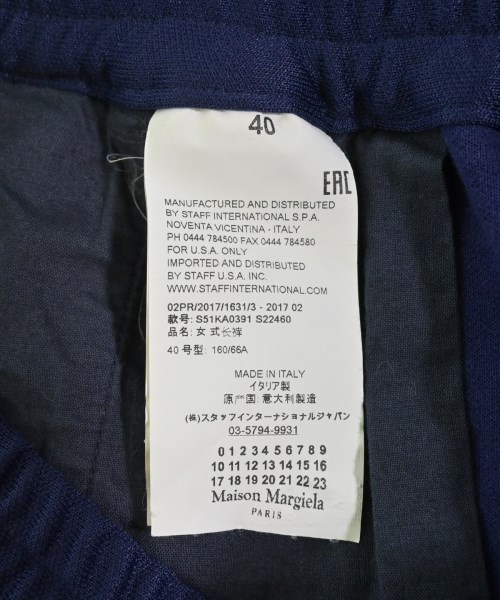 40
EAC
MANUFACTURED AND DISTRIBUTED
BY STAFF INTERNATIONAL S.P.A.
NOVENTA VICENTINA - ITALY
PH 0444 784500 FAX 0444 784580
FOR U.S.A. ONLY
IMPORTED AND DISTRIBUTED
BY STAFF U.S.A. INC.
WWW.STAFFINTERNATIONAL.COM
02PR/2017/1631/3 - 2017 02
款号: S51KA0391 S22460
品名: 女 式长裤
40 号型: 160/66A
MADE IN ITALY
イタリア製
原产国: 意大利製造
(株)スタッフインターナショナルジャパン
03-5794-9931
0 1 2 3 4 5 6 7 8 9
10 11 12 13 14 15 16
17 18 19 20 21 22 23
Maison Margiela
PARIS